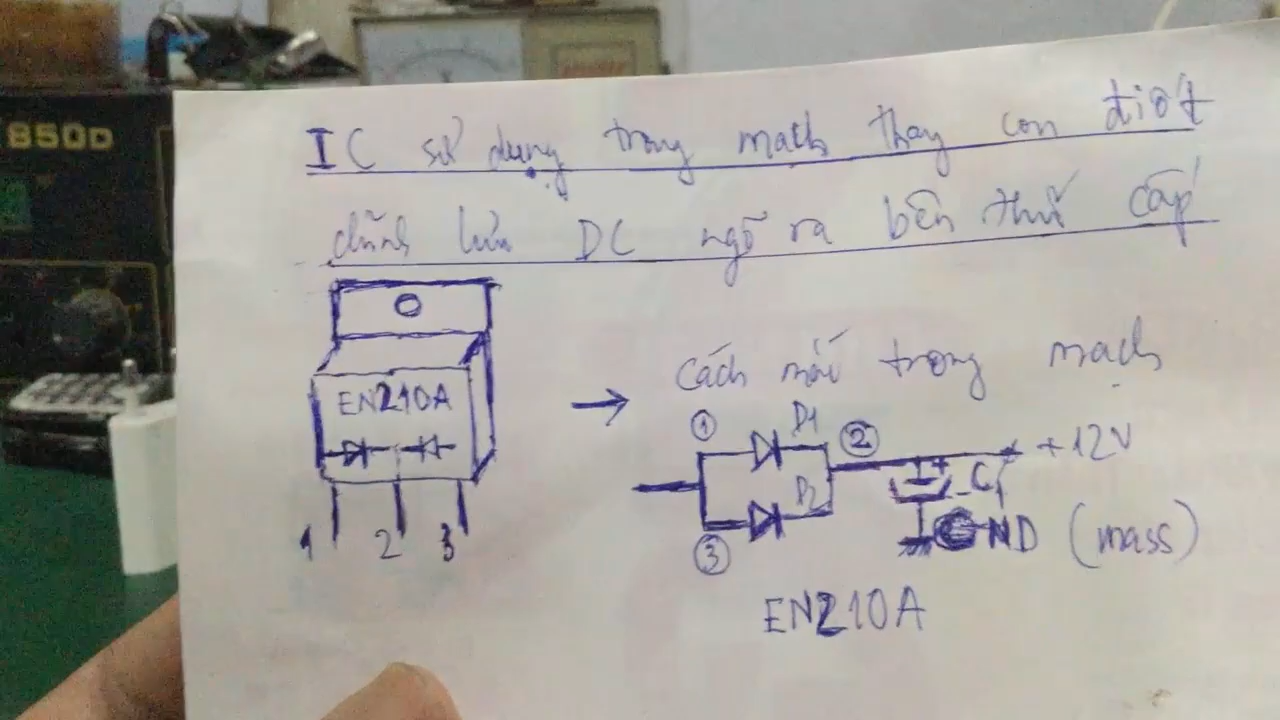 850D
IC sử dụng trong mạch thay con điốt
chỉnh lưu DC ngõ ra bên thứ cấp
EN210A
1 2 3
cách mắc trong mạch
① D1 ② + 12V
D2 + C1
③ GND (mass)
EN210A